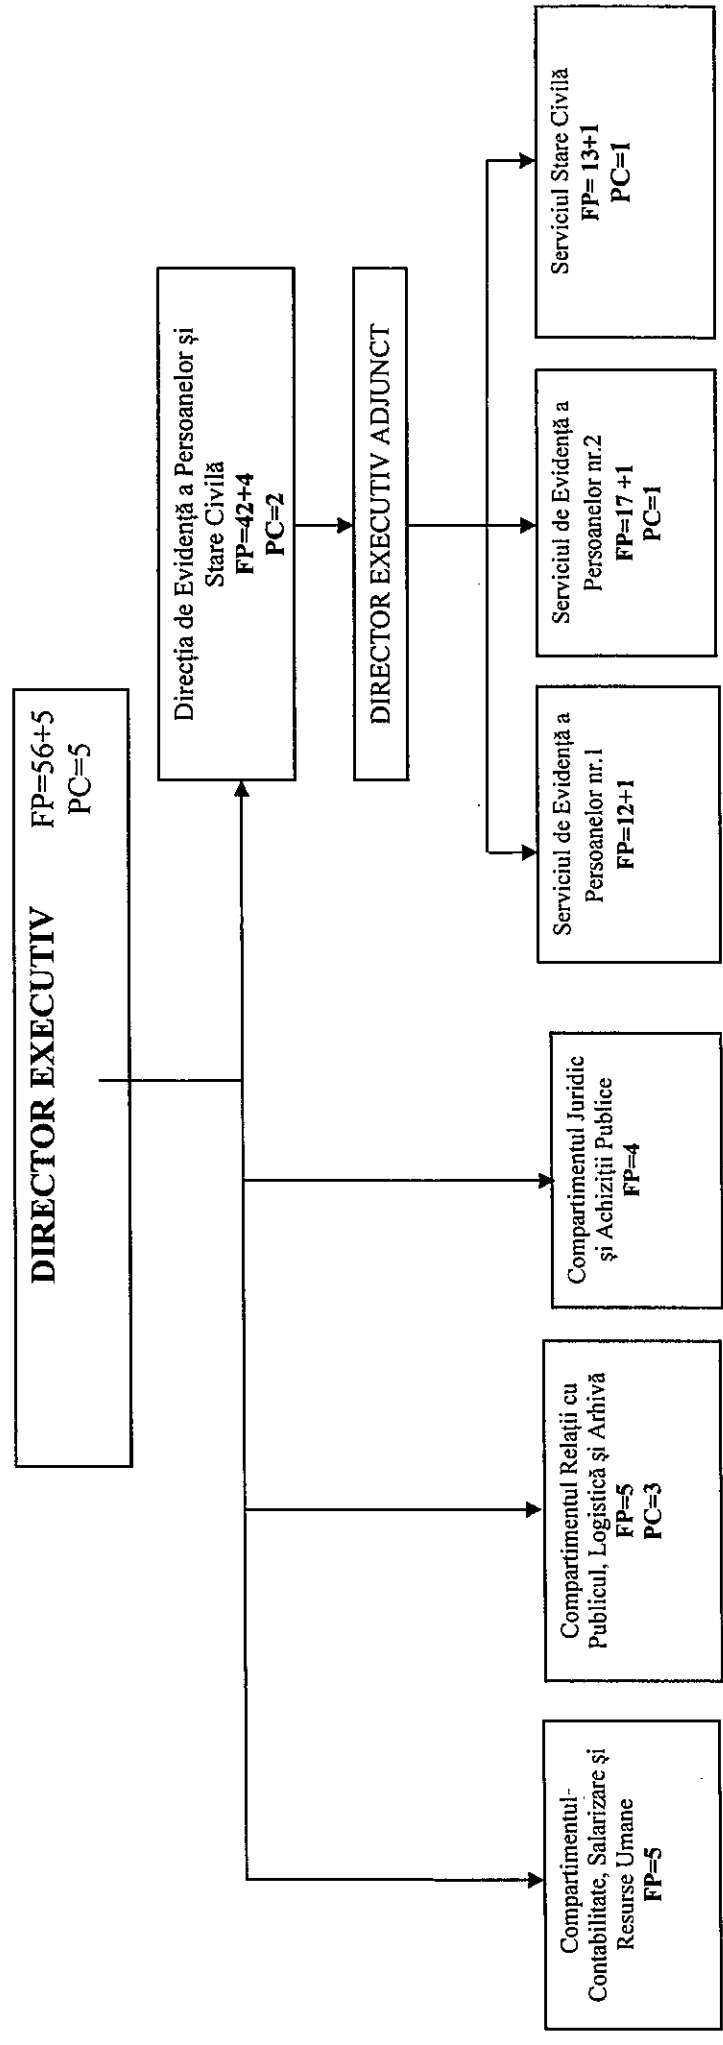 DIRECTOR EXECUTIV FP=56+5
PC=5
Direcția de Evidență a Persoanelor și
Stare Civilă
FP=42+4
PC=2
DIRECTOR EXECUTIV ADJUNCT
Compartimentul-
Contabilitate, Salarizare și
Resurse Umane
FP=5
Compartimentul Relații cu
Publicul, Logistică și Arhivă
FP=5
PC=3
Compartimentul Juridic
și Achiziții Publice
FP=4
Serviciul de Evidență a
Persoanelor nr.1
FP=12+1
Serviciul de Evidență a
Persoanelor nr.2
FP=17 +1
PC=1
Serviciul Stare Civilă
FP= 13+1
PC=1